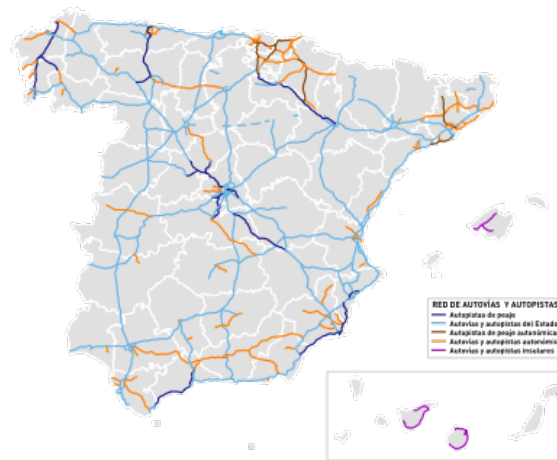 RED DE AUTOVÍAS Y AUTOPISTAS
Autopistas de peaje
Autovías y autopistas del Estado
Autopistas de peaje autonómica
Autovías y autopistas autonómic
Autovías y autopistas insulares